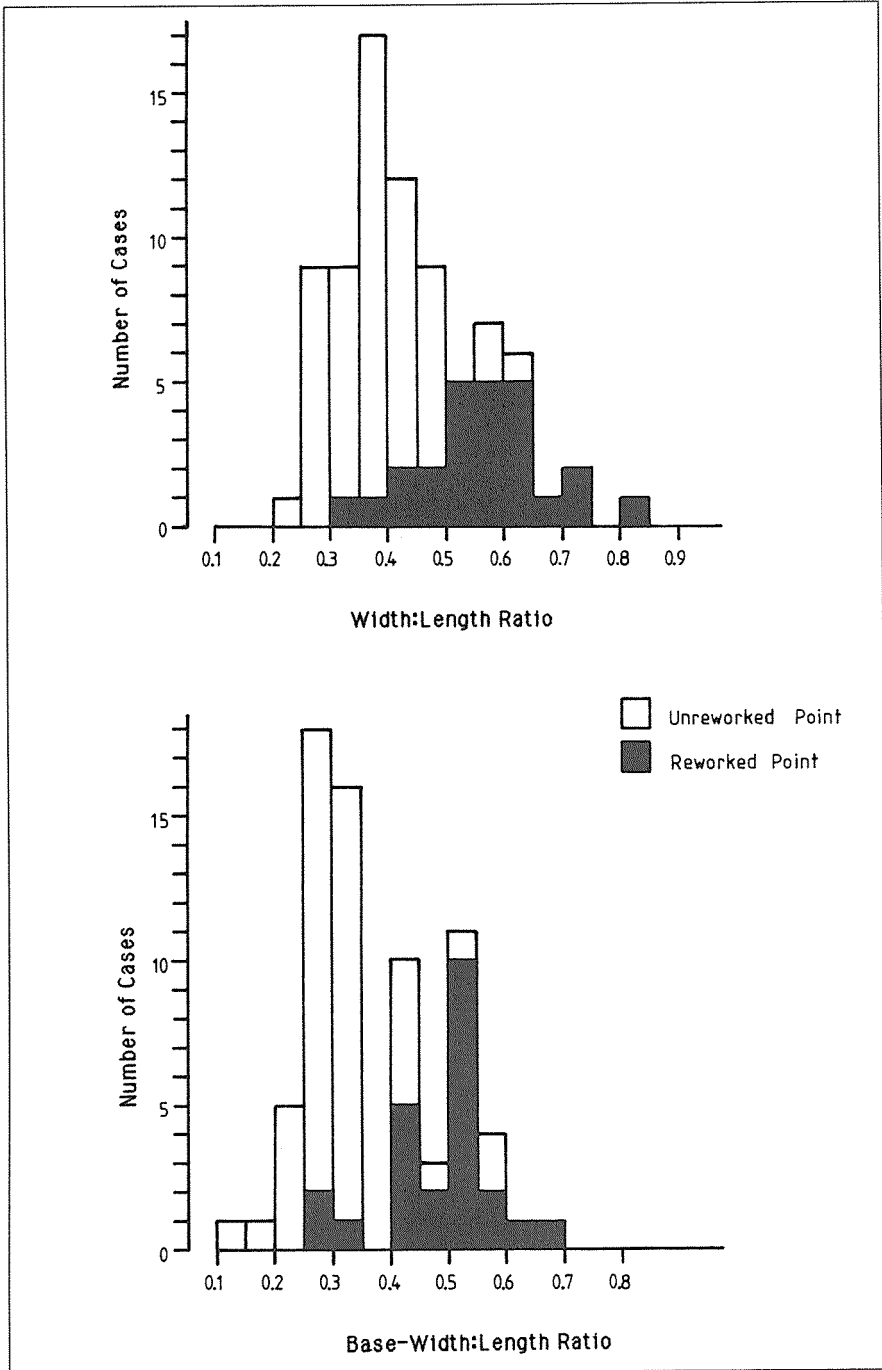 15
10
5
0
Number of Cases
0.1 0.2 0.3 0.4 0.5 0.6 0.7 0.8 0.9
Width:Length Ratio
Unreworked Point
Reworked Point
15
10
5
0
Number of Cases
0.1 0.2 0.3 0.4 0.5 0.6 0.7 0.8
Base-Width:Length Ratio